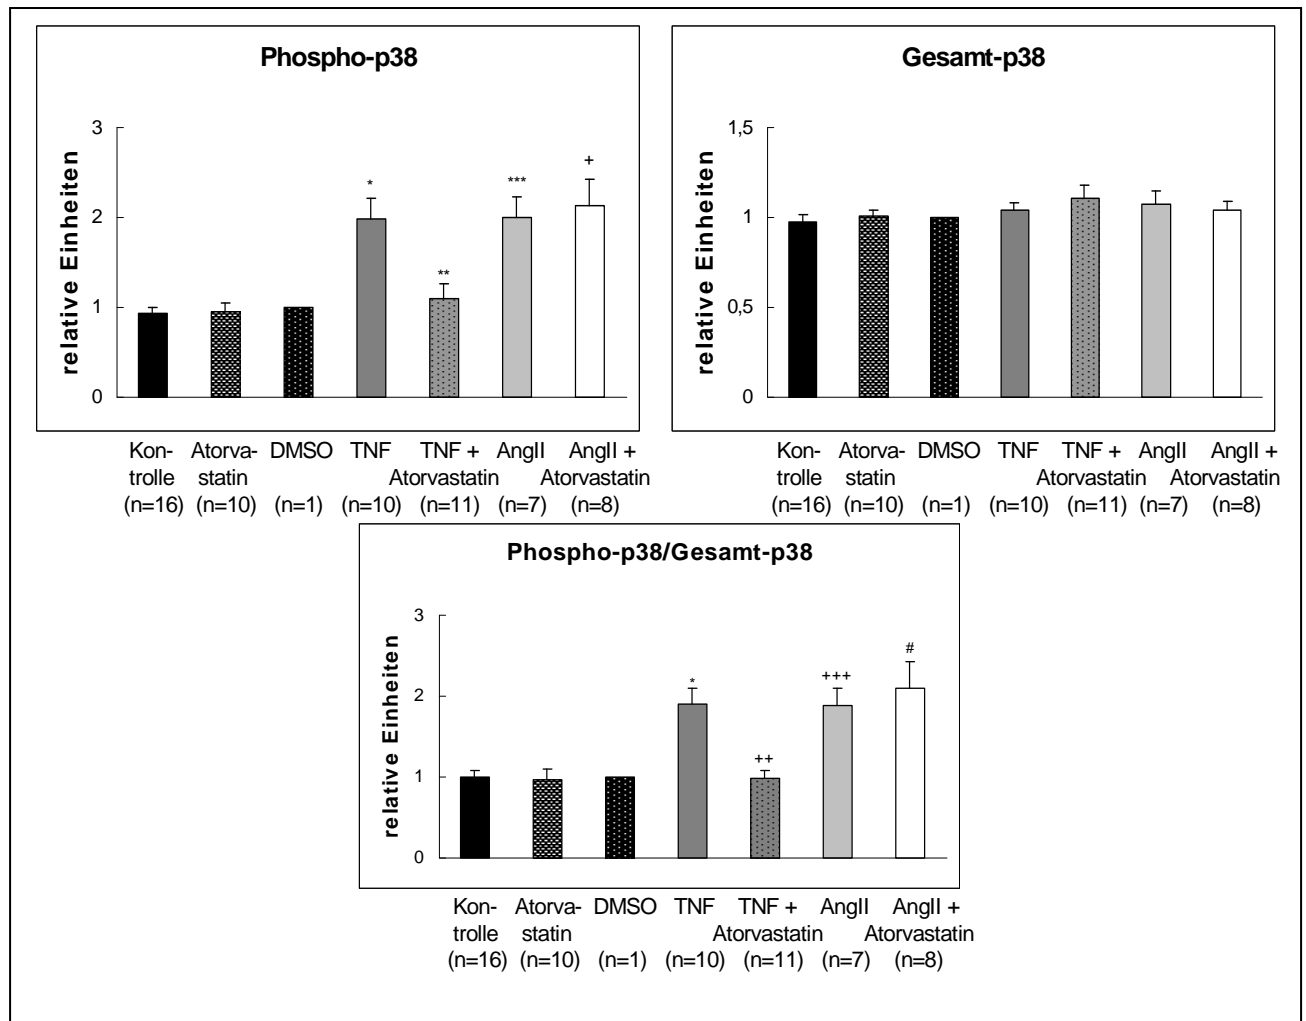 Phospho-p38
relative Einheiten
3
2
1
0
*
**
***
+
Kon- Atorva- DMSO TNF TNF + AngII AngII +
trolle statin Atorvastatin Atorvastatin
(n=16) (n=10) (n=1) (n=10) (n=11) (n=7) (n=8)
Gesamt-p38
relative Einheiten
1,5
1
0,5
0
Kon- Atorva- DMSO TNF TNF + AngII AngII +
trolle statin Atorvastatin Atorvastatin
(n=16) (n=10) (n=1) (n=10) (n=11) (n=7) (n=8)
Phospho-p38/Gesamt-p38
relative Einheiten
3
2
1
0
*
++
+++
#
Kon- Atorva- DMSO TNF TNF + AngII AngII +
trolle statin Atorvastatin Atorvastatin
(n=16) (n=10) (n=1) (n=10) (n=11) (n=7) (n=8)